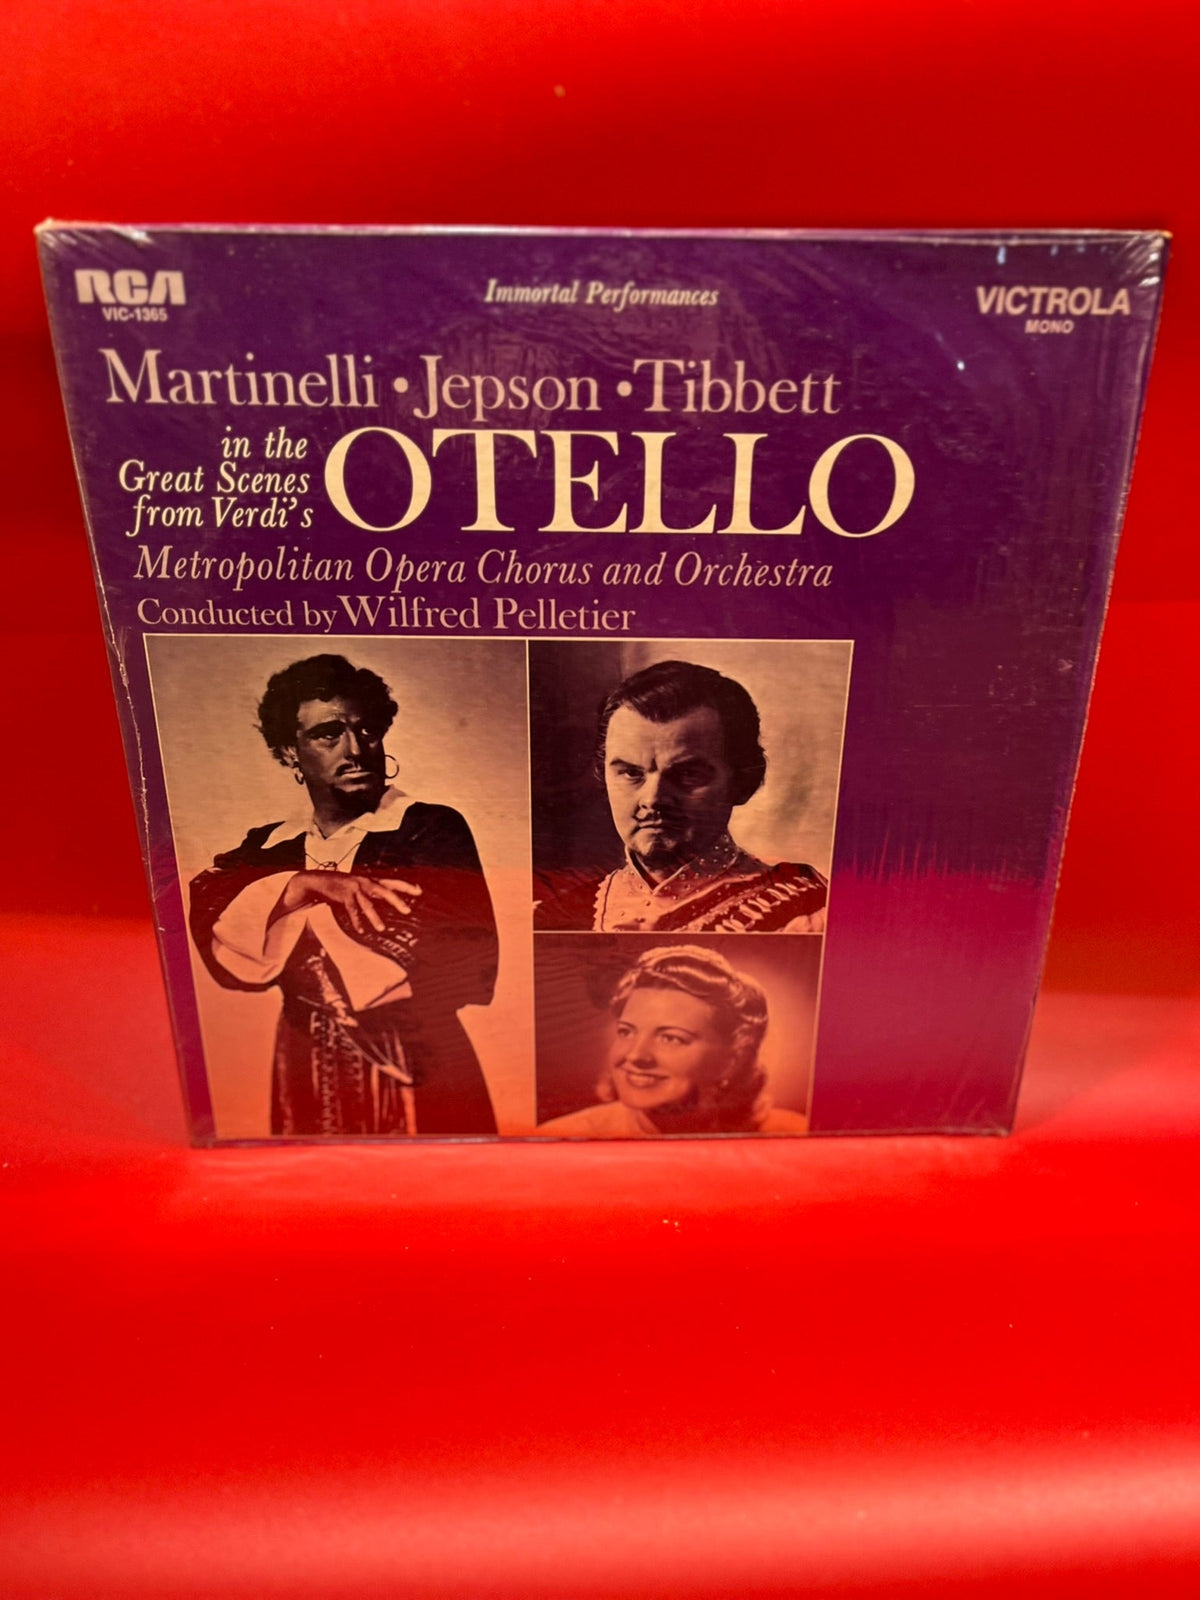 RCA
VIC-1365
Immortal Performances
VICTROLA
MONO
Martinelli • Jepson • Tibbett
in the
Great Scenes
from Verdi's
OTELLO
Metropolitan Opera Chorus and Orchestra
Conducted by Wilfred Pelletier